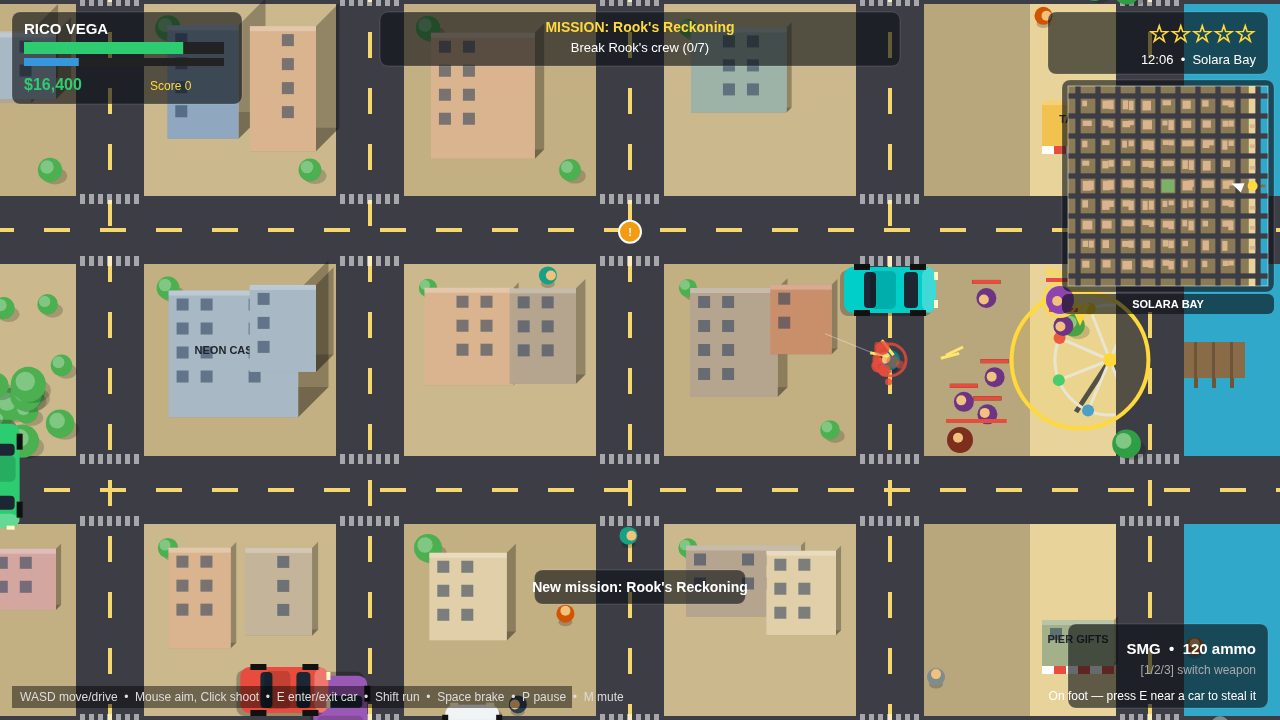 RICO VEGA
$16,400
Score 0
MISSION: Rook's Reckoning
Break Rook's crew (0/7)
☆☆☆☆☆
12:06 • Solara Bay
SOLARA BAY
!
NEON CAS
New mission: Rook's Reckoning
PIER GIFTS
SMG • 120 ammo
[1/2/3] switch weapon
On foot — press E near a car to steal it
WASD move/drive • Mouse aim, Click shoot • E enter/exit car • Shift run • Space brake • P pause • M mute